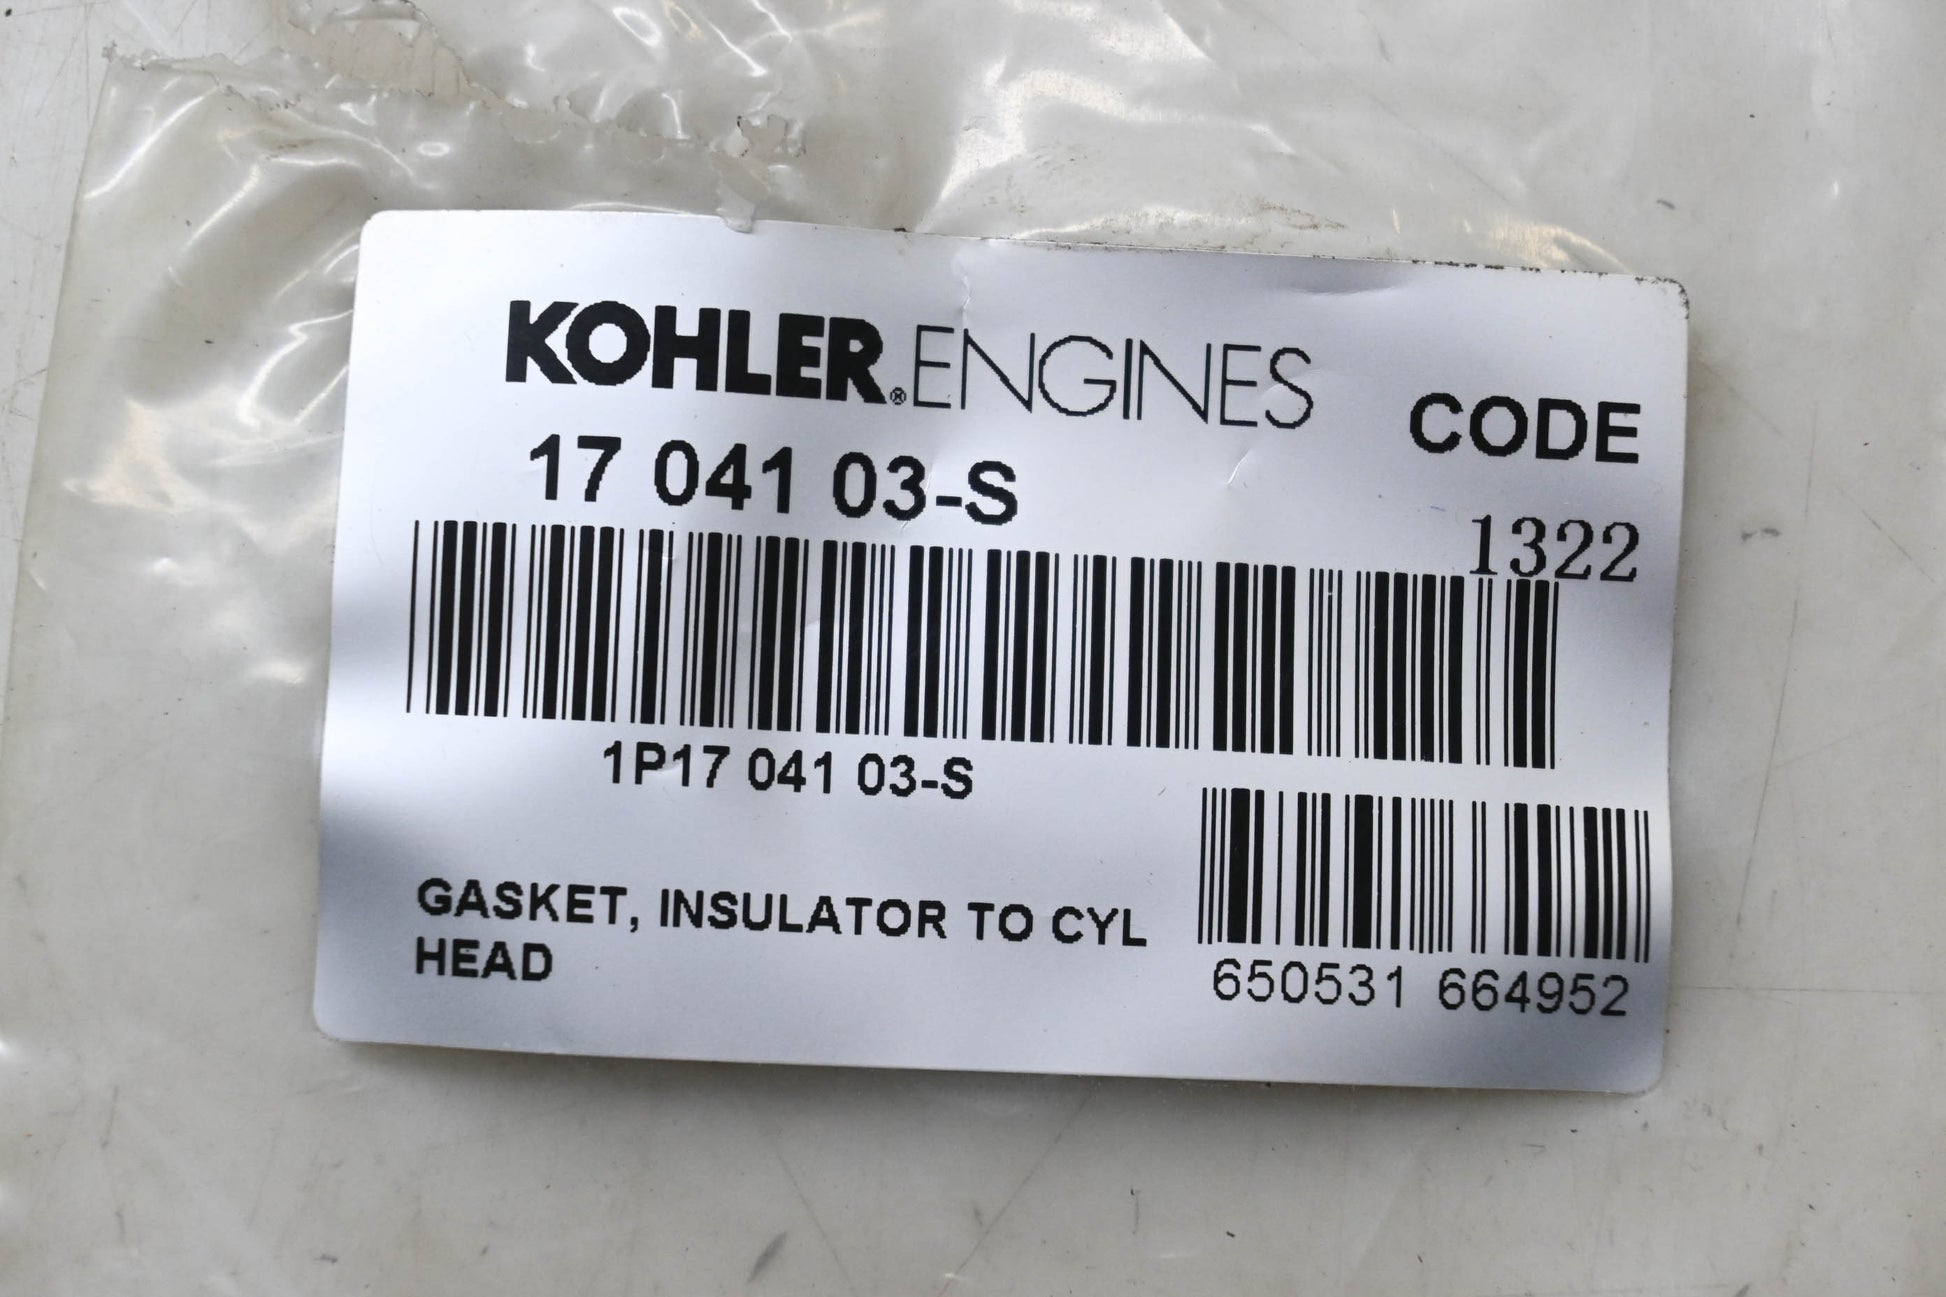 KOHLER® ENGINES
CODE
17 041 03-S
1322
1P17 041 03-S
GASKET, INSULATOR TO CYL
HEAD
650531 664952